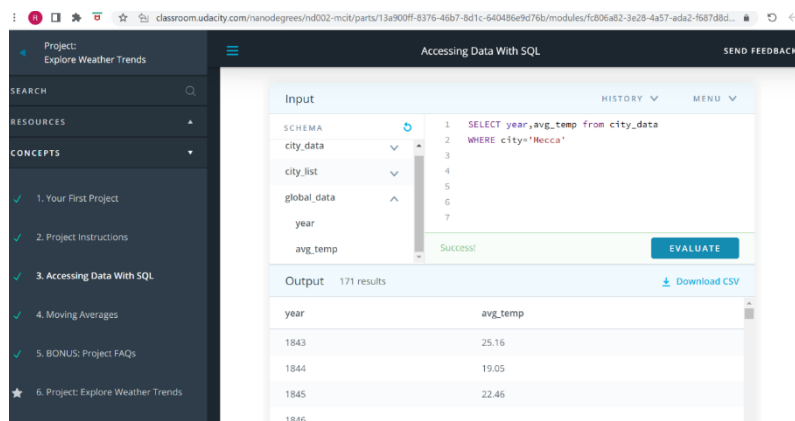 classroom.udacity.com/nanodegrees/nd002-mcit/parts/13a900ff-8376-46b7-8d1c-640486e9d76b/modules/fc806a82-3e28-4a57-ada2-f687d8d...
Project:
Explore Weather Trends
SEARCH
RESOURCES
CONCEPTS
1. Your First Project
2. Project Instructions
3. Accessing Data With SQL
4. Moving Averages
5. BONUS: Project FAQs
6. Project: Explore Weather Trends
Accessing Data With SQL
SEND FEEDBACK
Input
HISTORY
MENU
SCHEMA
city_data
city_list
global_data
year
avg_temp
1 SELECT year,avg_temp from city_data
2 WHERE city='Mecca'
3
4
5
6
7
Success!
EVALUATE
Output 171 results
Download CSV
year avg_temp
1843 25.16
1844 19.05
1845 22.46
1846